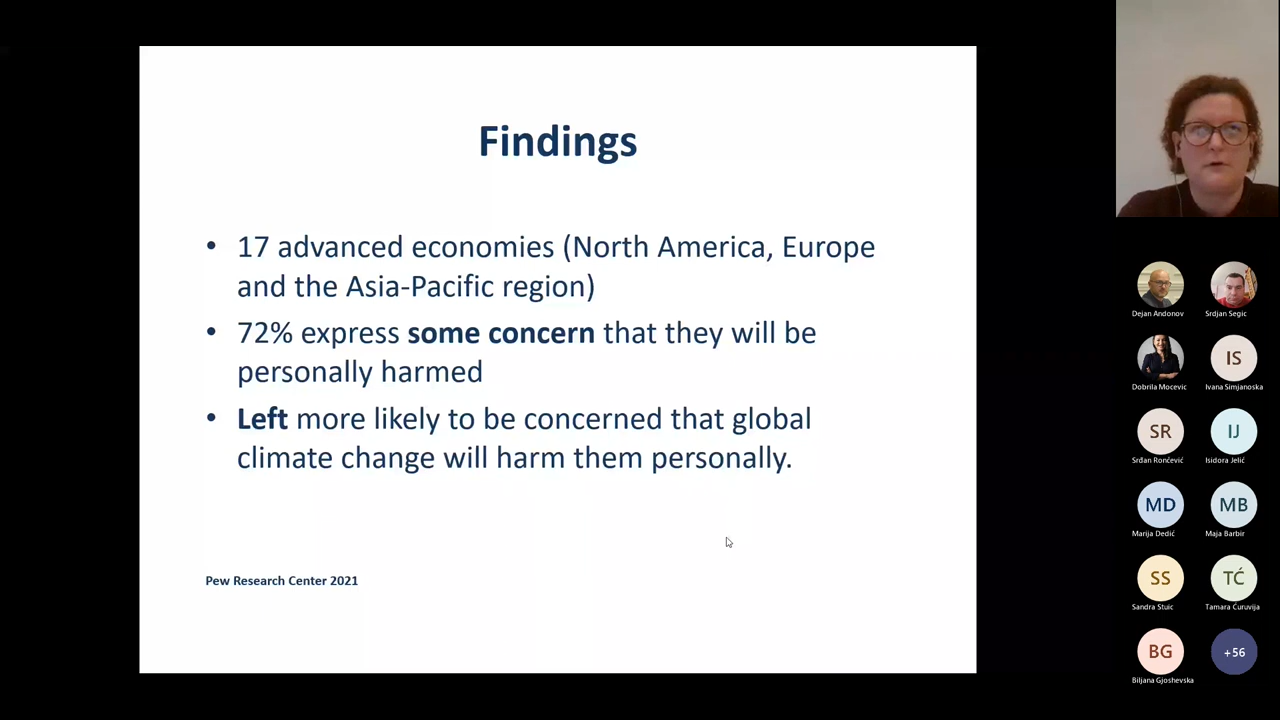 Findings
• 17 advanced economies (North America, Europe
and the Asia-Pacific region)
• 72% express some concern that they will be
personally harmed
• Left more likely to be concerned that global
climate change will harm them personally.
Pew Research Center 2021
Dejan Andonov
Srdjan Segic
Dobrila Mocevic
IS
Ivana Simjanoska
SR
Srđan Rončević
IJ
Isidora Jelić
MD
Marija Dedić
MB
Maja Barbir
SS
Sandra Stuic
TĆ
Tamara Ćuruvija
BG
Biljana Gjoshevska
+56